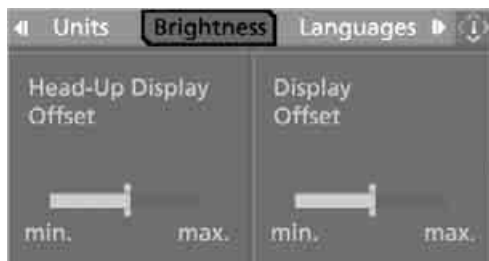 Units Brightness Languages
Head-Up Display
Offset
Display
Offset
min. max.
min. max.